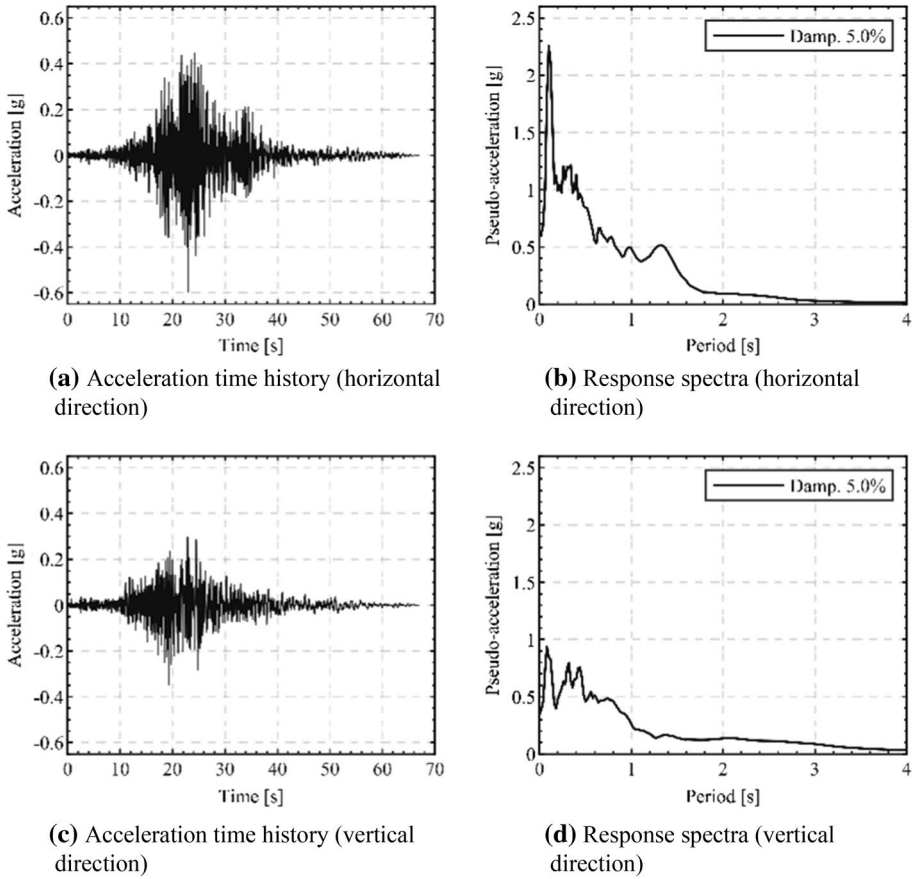 0.6
0.4
0.2
0
-0.2
-0.4
-0.6
Acceleration [g]
0 10 20 30 40 50 60 70
Time [s]
2.5
2
1.5
1
0.5
0
Pseudo-acceleration [g]
Damp. 5.0%
0 1 2 3 4
Period [s]
(a) Acceleration time history (horizontal
direction)
(b) Response spectra (horizontal
direction)
0.6
0.4
0.2
0
-0.2
-0.4
-0.6
Acceleration [g]
0 10 20 30 40 50 60 70
Time [s]
2.5
2
1.5
1
0.5
0
Pseudo-acceleration [g]
Damp. 5.0%
0 1 2 3 4
Period [s]
(c) Acceleration time history (vertical
direction)
(d) Response spectra (vertical
direction)